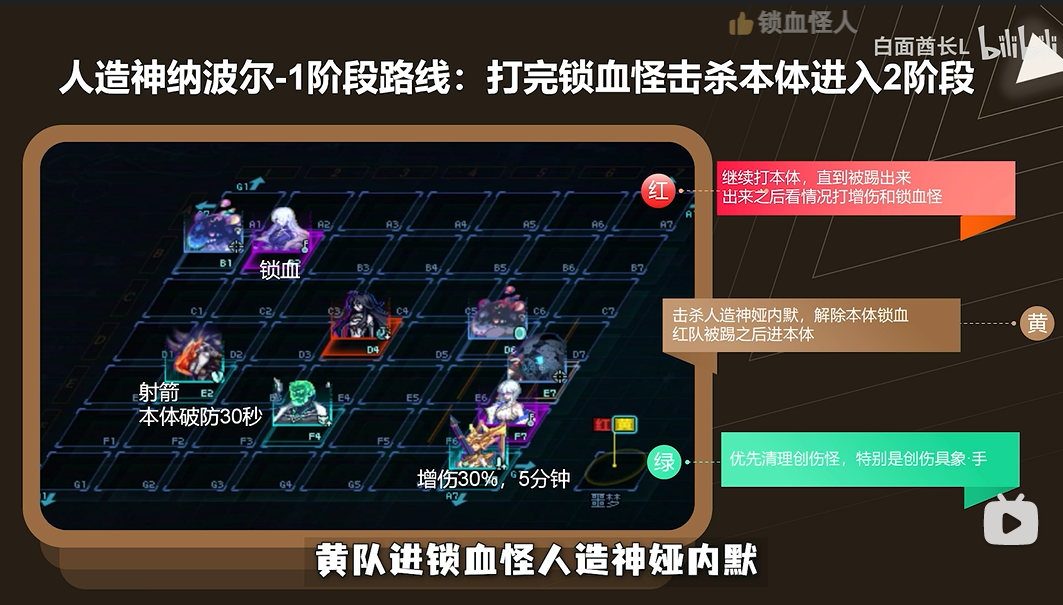 锁血怪人
白面酋长L bilibili
人造神纳波尔-1阶段路线：打完锁血怪击杀本体进入2阶段
红
继续打本体，直到被踢出来
出来之后看情况打增伤和锁血怪
G1
A1 A2 A3 A4 A5 A6 A7
B1 B3 B4 B5 B6 B7
锁血
C1 C2 C3 C4 C6 C7
击杀人造神娅内默，解除本体锁血
红队被踢之后进本体
黄
D1 D2 D3 D4 D5 D6 D7
E2 E4 E5 E6 E7
射箭
本体破防30秒
F1 F2 F4 F5 F6 F7
红 黄
绿
优先清理创伤怪，特别是创伤具象·手
G1 G2 G3 G4 G5 G
增伤30%，5分钟
A7
噩梦
黄队进锁血怪人造神娅内默